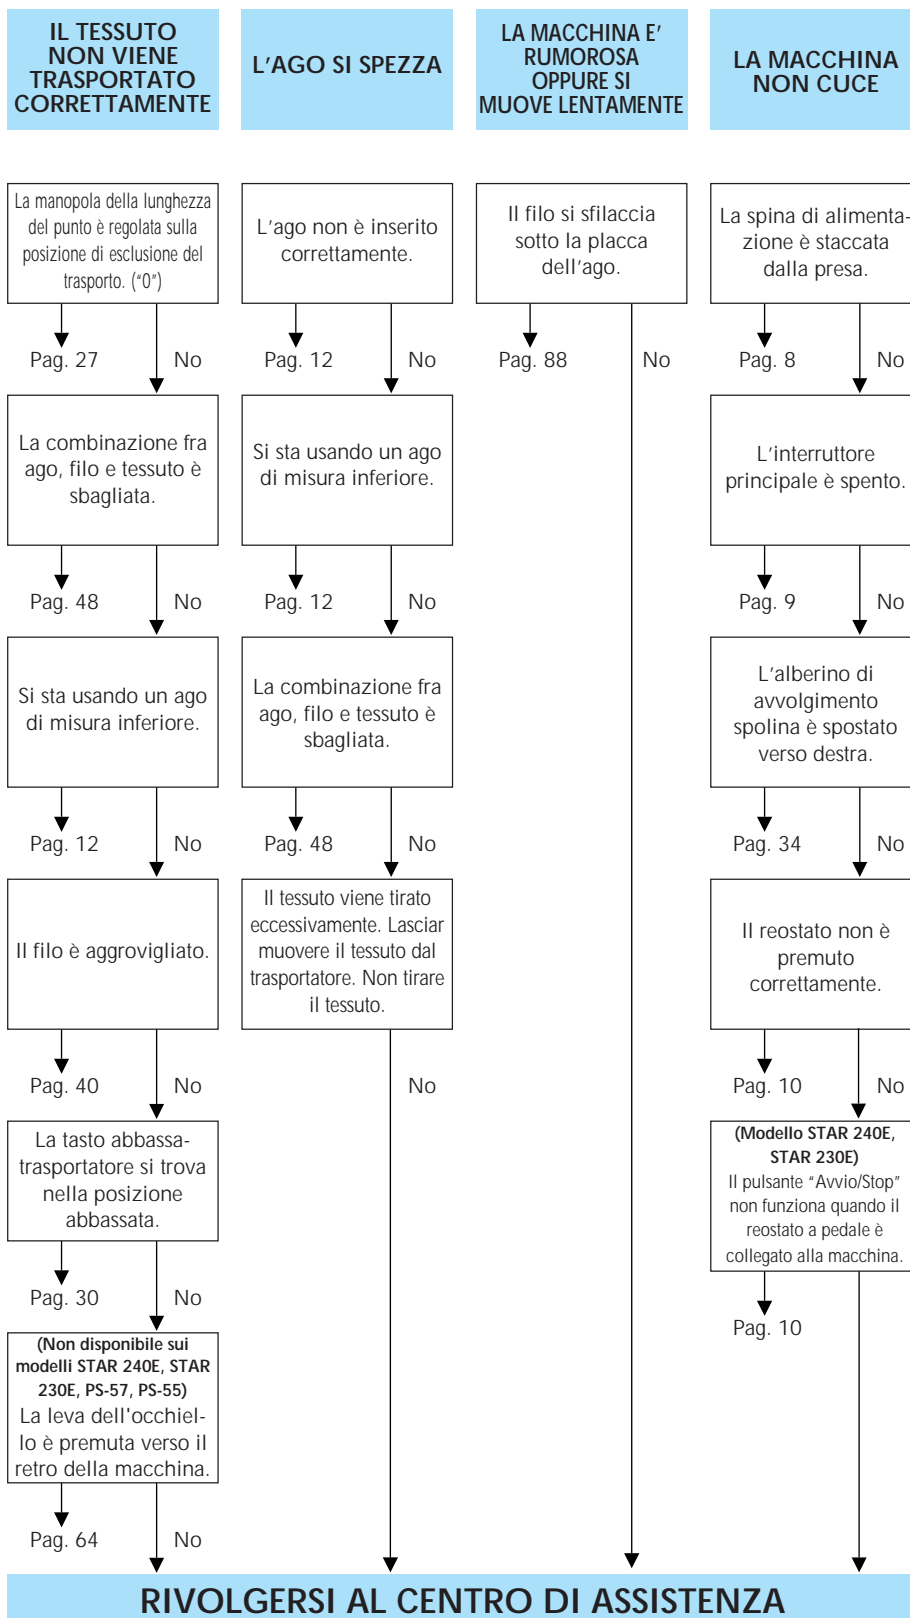 IL TESSUTO
NON VIENE
TRASPORTATO
CORRETTAMENTE
La manopola della lunghezza
del punto è regolata sulla
posizione di esclusione del
trasporto. ("0")
Pag. 27
No
La combinazione fra
ago, filo e tessuto è
sbagliata.
Pag. 48
No
Si sta usando un ago
di misura inferiore.
Pag. 12
No
Il filo è aggrovigliato.
Pag. 40
No
La tasto abbassa-
trasportatore si trova
nella posizione
abbassata.
Pag. 30
No
(Non disponibile sui
modelli STAR 240E, STAR
230E, PS-57, PS-55)
La leva dell'occhiel-
lo è premuta verso il
retro della macchina.
Pag. 64
No
L'AGO SI SPEZZA
L'ago non è inserito
correttamente.
Pag. 12
No
Si sta usando un ago
di misura inferiore.
Pag. 12
No
La combinazione fra
ago, filo e tessuto è
sbagliata.
Pag. 48
No
Il tessuto viene tirato
eccessivamente. Lasciar
muovere il tessuto dal
trasportatore. Non tirare
il tessuto.
No
LA MACCHINA E'
RUMOROSA
OPPURE SI
MUOVE LENTAMENTE
Il filo si sfilaccia
sotto la placca
dell'ago.
Pag. 88
No
LA MACCHINA
NON CUCE
La spina di alimenta-
zione è staccata
dalla presa.
Pag. 8
No
L'interruttore
principale è spento.
Pag. 9
No
L'alberino di
avvolgimento
spolina è spostato
verso destra.
Pag. 34
No
Il reostato non è
premuto
correttamente.
Pag. 10
No
(Modello STAR 240E,
STAR 230E)
Il pulsante "Avvio/Stop"
non funziona quando il
reostato a pedale è
collegato alla macchina.
Pag. 10
RIVOLGERSI AL CENTRO DI ASSISTENZA